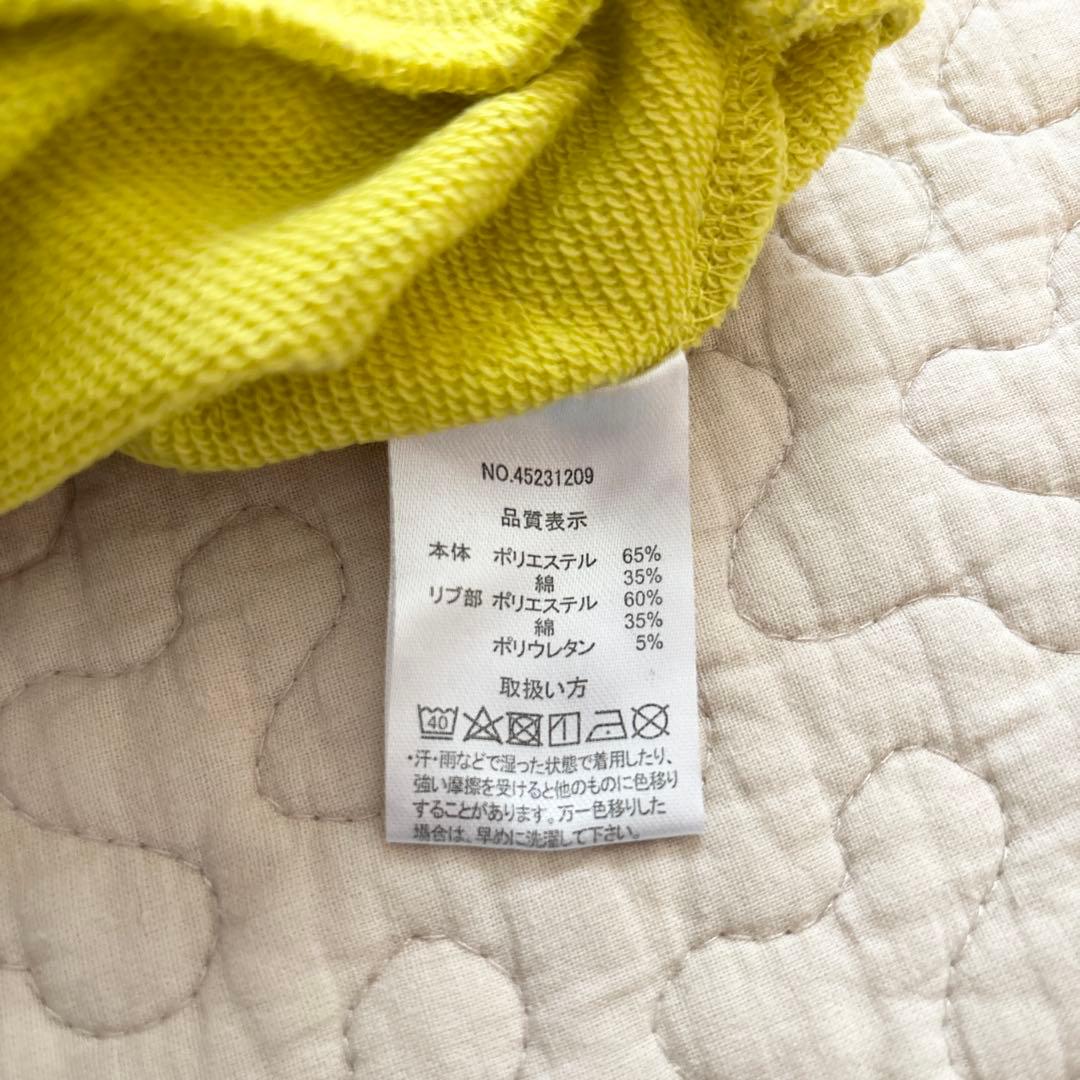 NO.45231209
品質表示
本体 ポリエステル 65%
綿 35%
リブ部 ポリエステル 60%
綿 35%
ポリウレタン 5%
取扱い方
40
・汗・雨などで湿った状態で着用したり、
強い摩擦を受けると他のものに色移り
することがあります。万一色移りした
場合は、早めに洗濯して下さい。